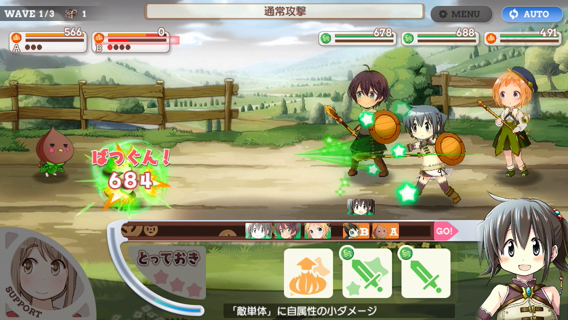 WAVE 1/3
1
通常攻撃
MENU
AUTO
566
A
0
B
678
688
491
ばつぐん!
684
B
A
GO!
とっておき
SUPPORT
「敵単体」に自属性の小ダメージ